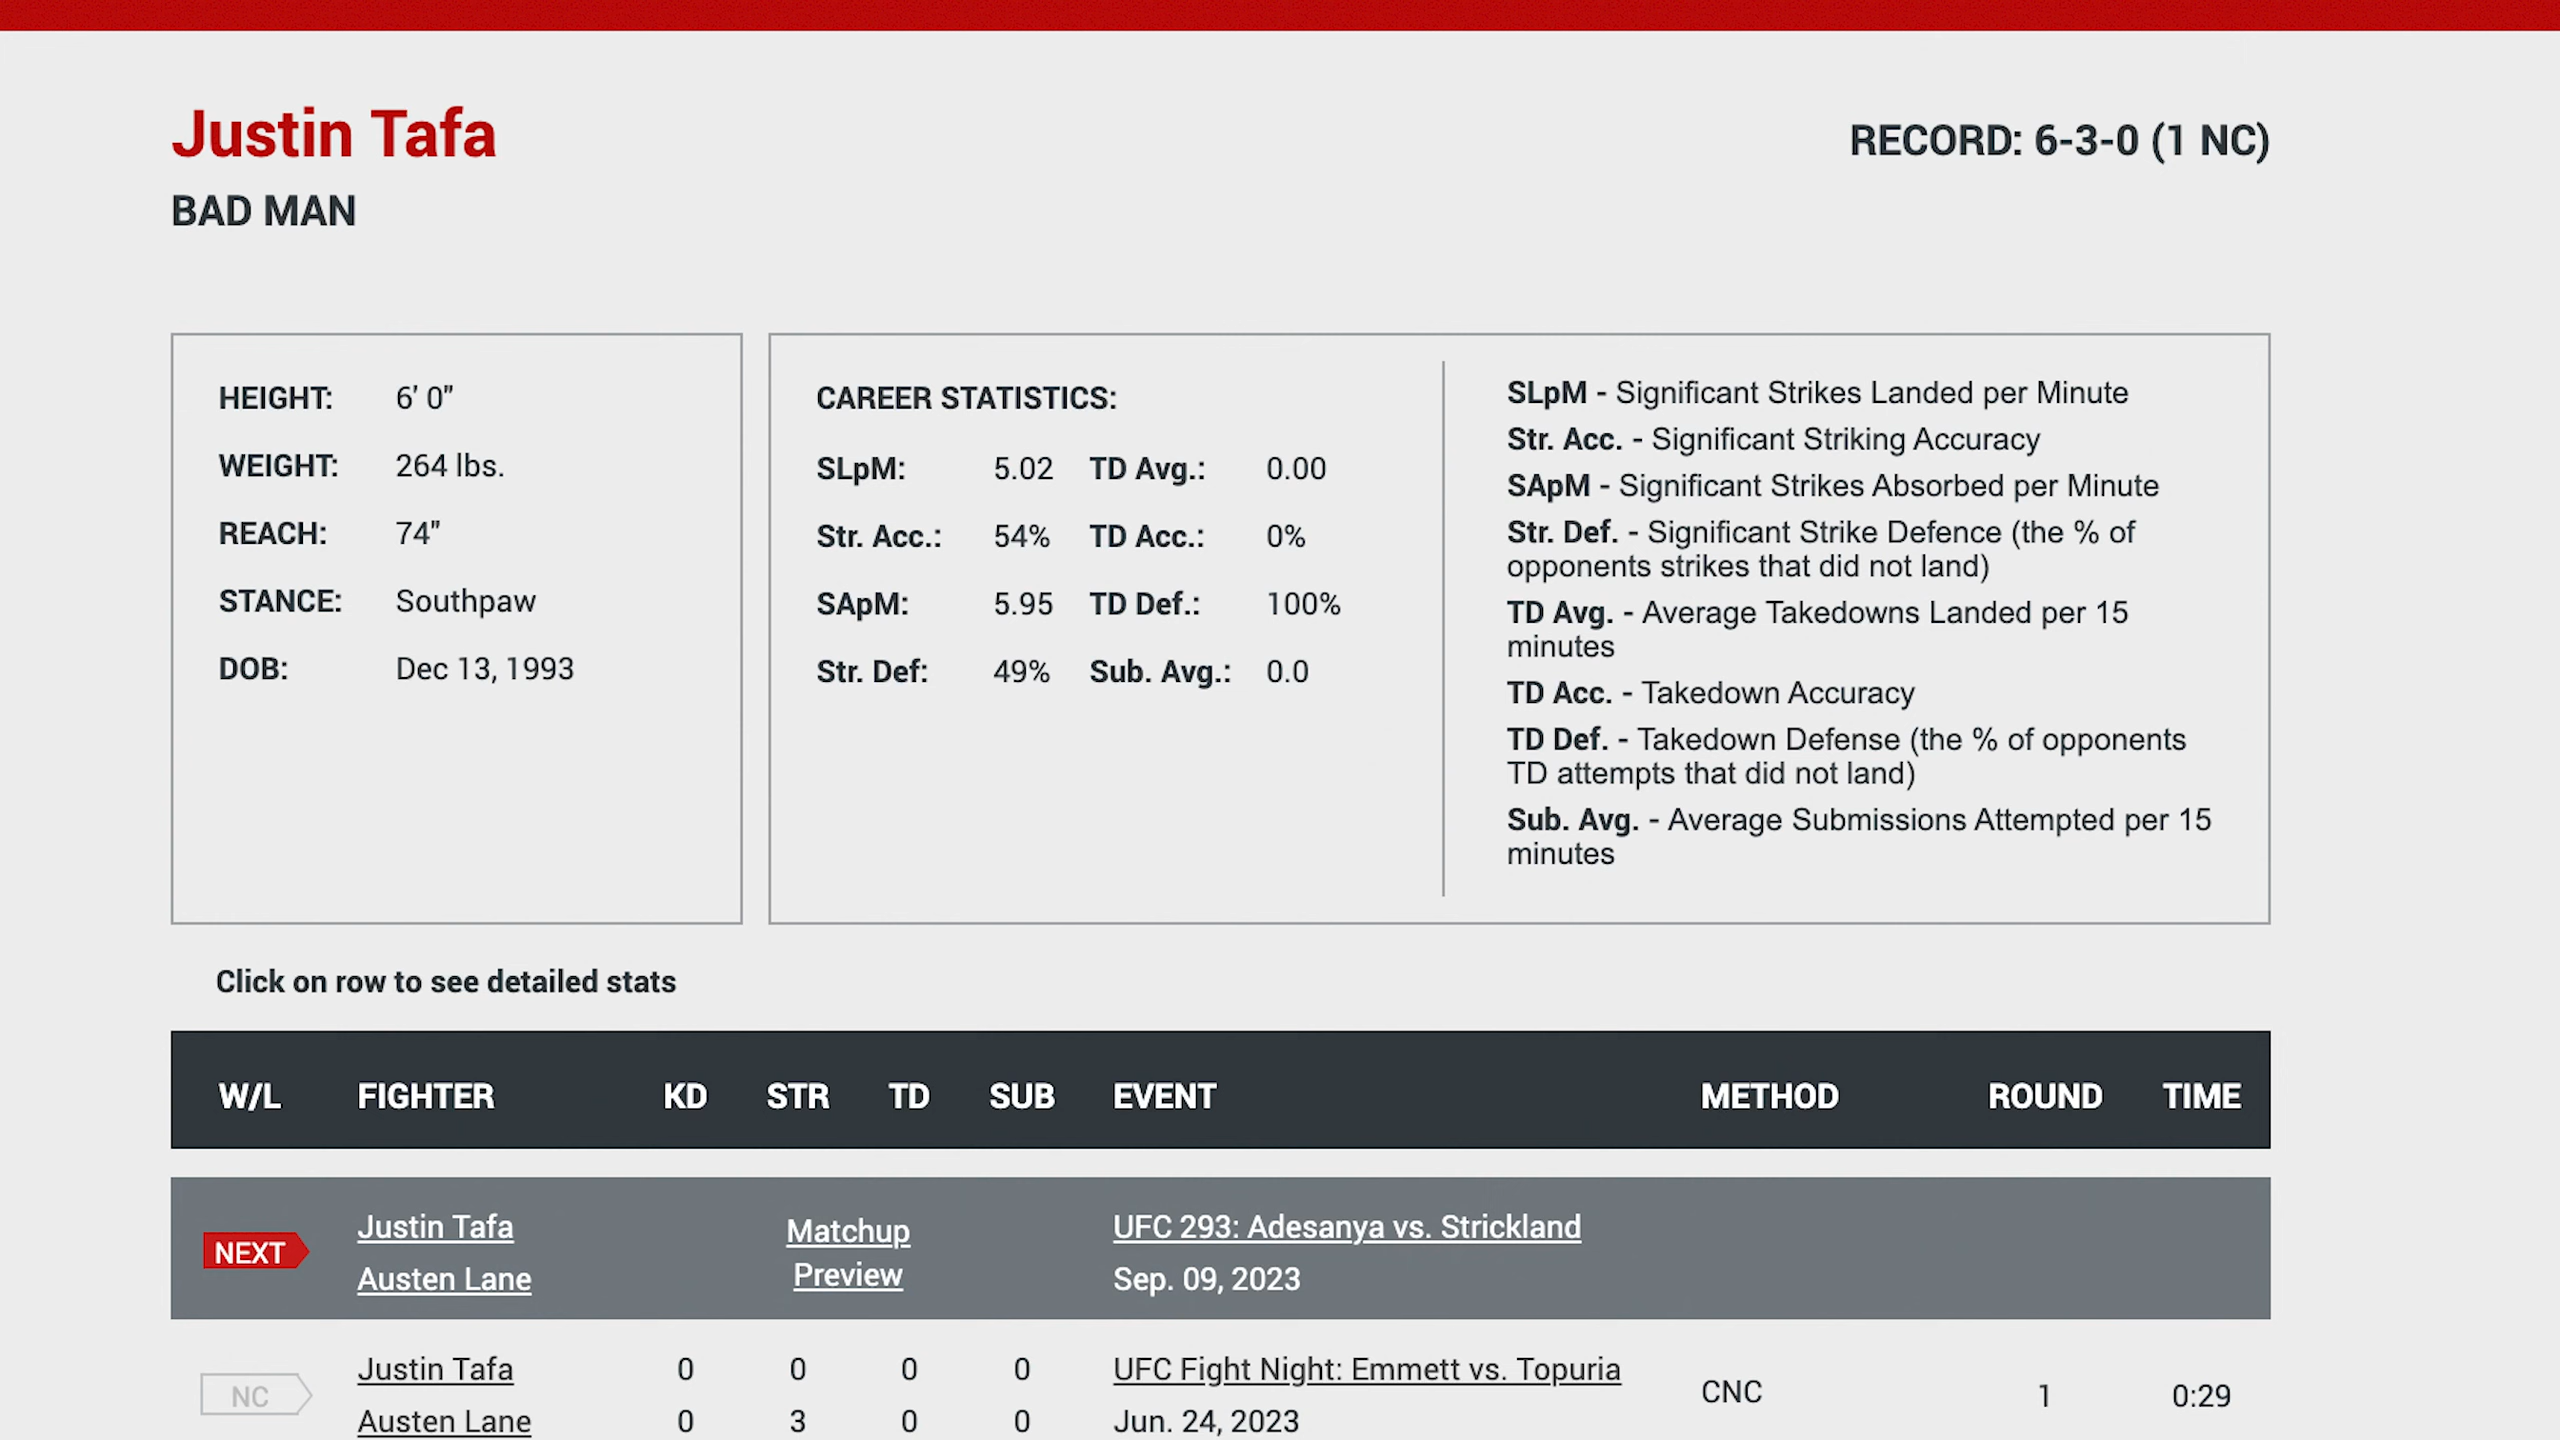 Justin Tafa
RECORD: 6-3-0 (1 NC)
BAD MAN
HEIGHT: 6' 0"
WEIGHT: 264 lbs.
REACH: 74"
STANCE: Southpaw
DOB: Dec 13, 1993
CAREER STATISTICS:
SLpM: 5.02 TD Avg.: 0.00
Str. Acc.: 54% TD Acc.: 0%
SApM: 5.95 TD Def.: 100%
Str. Def: 49% Sub. Avg.: 0.0
SLpM - Significant Strikes Landed per Minute
Str. Acc. - Significant Striking Accuracy
SApM - Significant Strikes Absorbed per Minute
Str. Def. - Significant Strike Defence (the % of
opponents strikes that did not land)
TD Avg. - Average Takedowns Landed per 15
minutes
TD Acc. - Takedown Accuracy
TD Def. - Takedown Defense (the % of opponents
TD attempts that did not land)
Sub. Avg. - Average Submissions Attempted per 15
minutes
Click on row to see detailed stats
W/L FIGHTER KD STR TD SUB EVENT METHOD ROUND TIME
NEXT
Justin Tafa
Austen Lane
Matchup
Preview
UFC 293: Adesanya vs. Strickland
Sep. 09, 2023
NC
Justin Tafa 0 0 0 0 UFC Fight Night: Emmett vs. Topuria
CNC 1 0:29
Austen Lane 0 3 0 0 Jun. 24, 2023